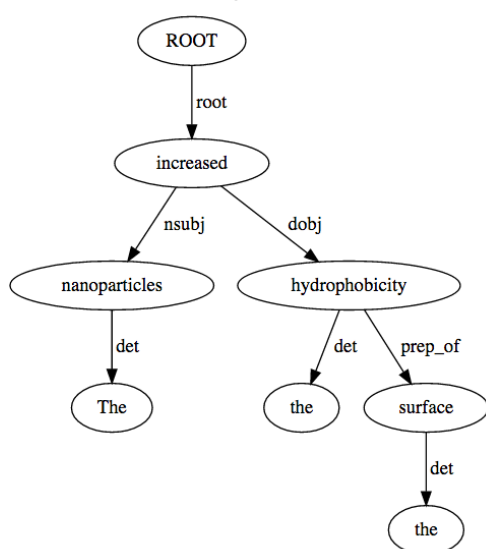 ROOT
root
increased
nsubj dobj
nanoparticles hydrophobicity
det det prep_of
The the surface
det
the